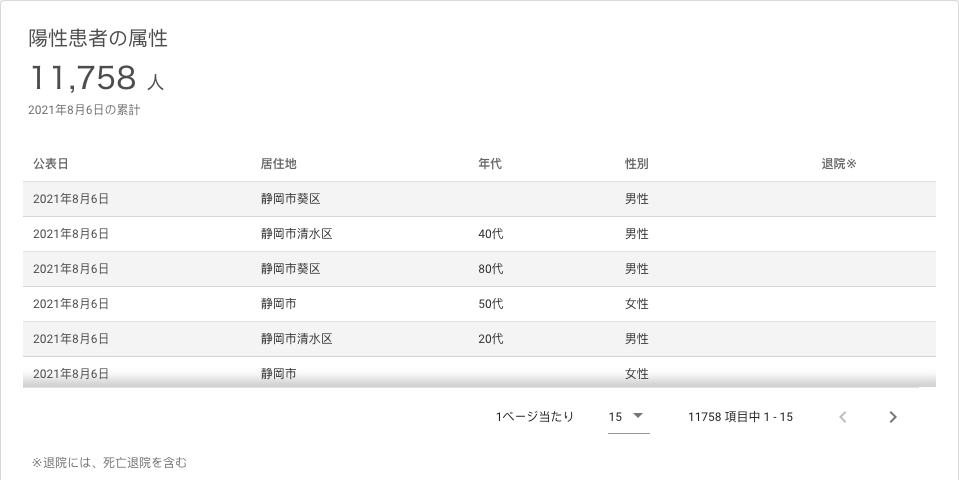 陽性患者の属性
11,758 人
2021年8月6日の累計
公表日 居住地 年代 性別 退院※
2021年8月6日 静岡市葵区 男性
2021年8月6日 静岡市清水区 40代 男性
2021年8月6日 静岡市葵区 80代 男性
2021年8月6日 静岡市 50代 女性
2021年8月6日 静岡市清水区 20代 男性
2021年8月6日 静岡市 女性
1ページ当たり 15 11758 項目中 1 - 15
※退院には、死亡退院を含む